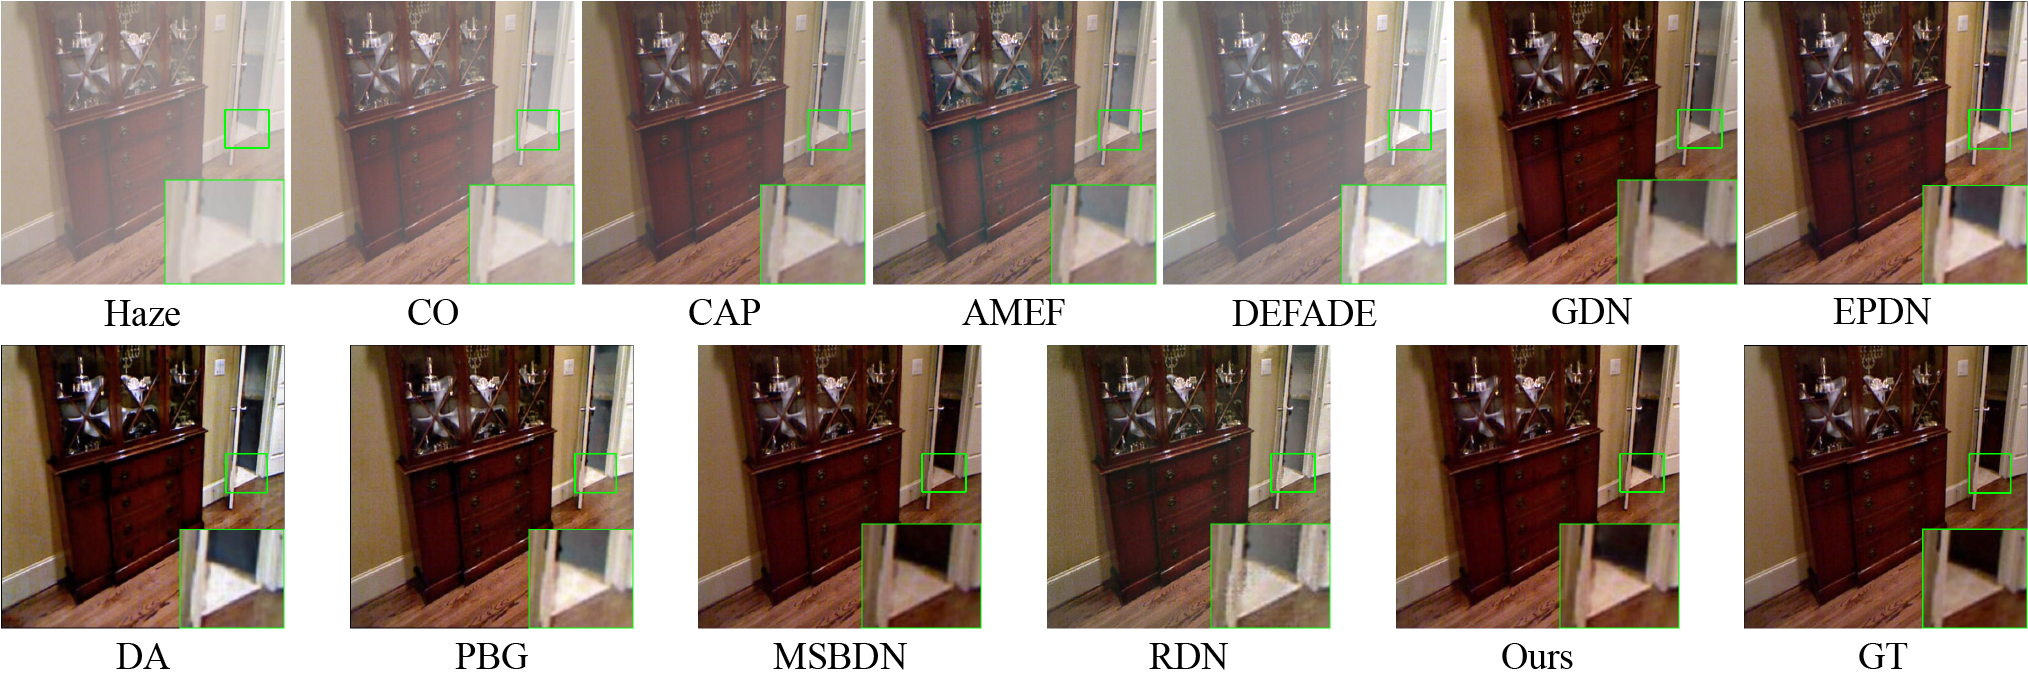 Haze CO CAP AMEF DEFADE GDN EPDN
DA PBG MSBDN RDN Ours GT